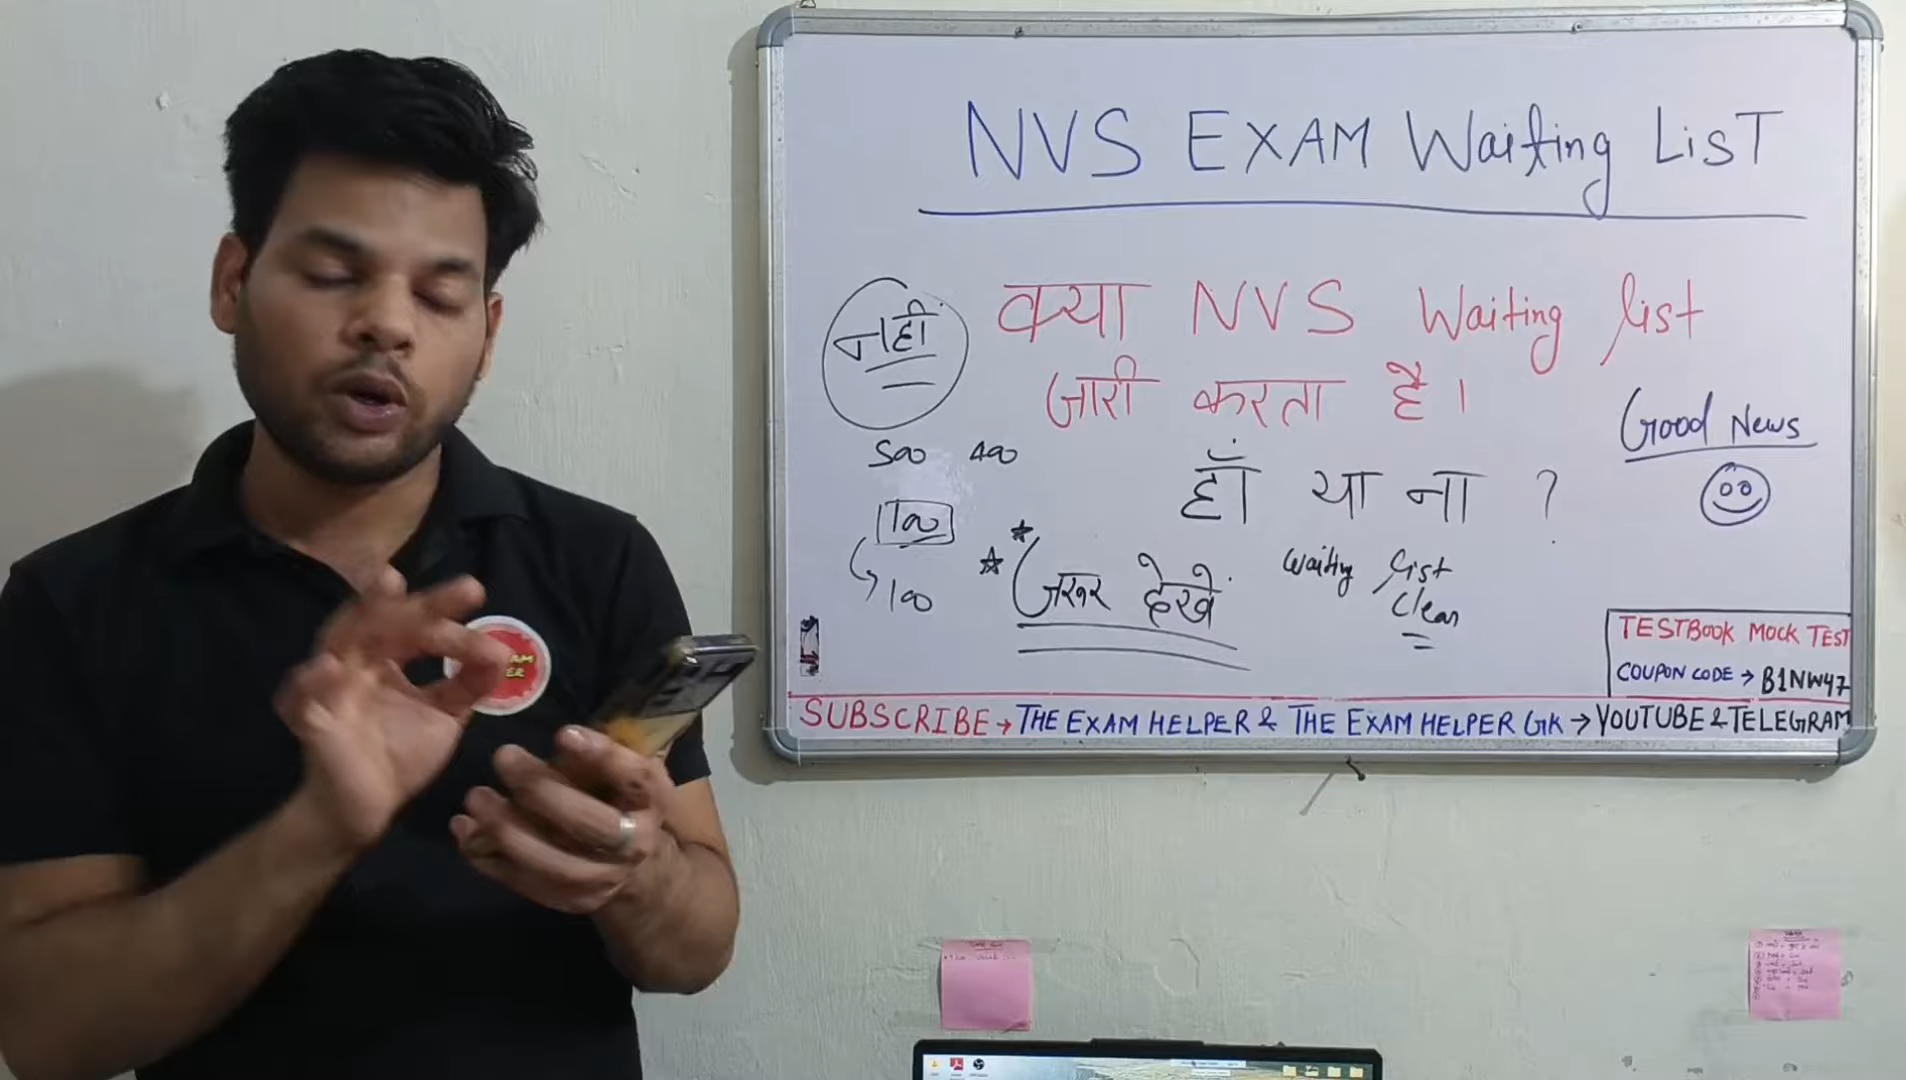 NVS EXAM Waiting LisT
नहीं
क्या NVS Waiting list
जारी करता है।
Good News
500 400
हाँ या ना ?
100
100
जरूर देखें
Waiting list
Clear
TESTBOOK MOCK TEST
COUPON CODE → B1NW47
SUBSCRIBE → THE EXAM HELPER & THE EXAM HELPER GK → YOUTUBE & TELEGRAM